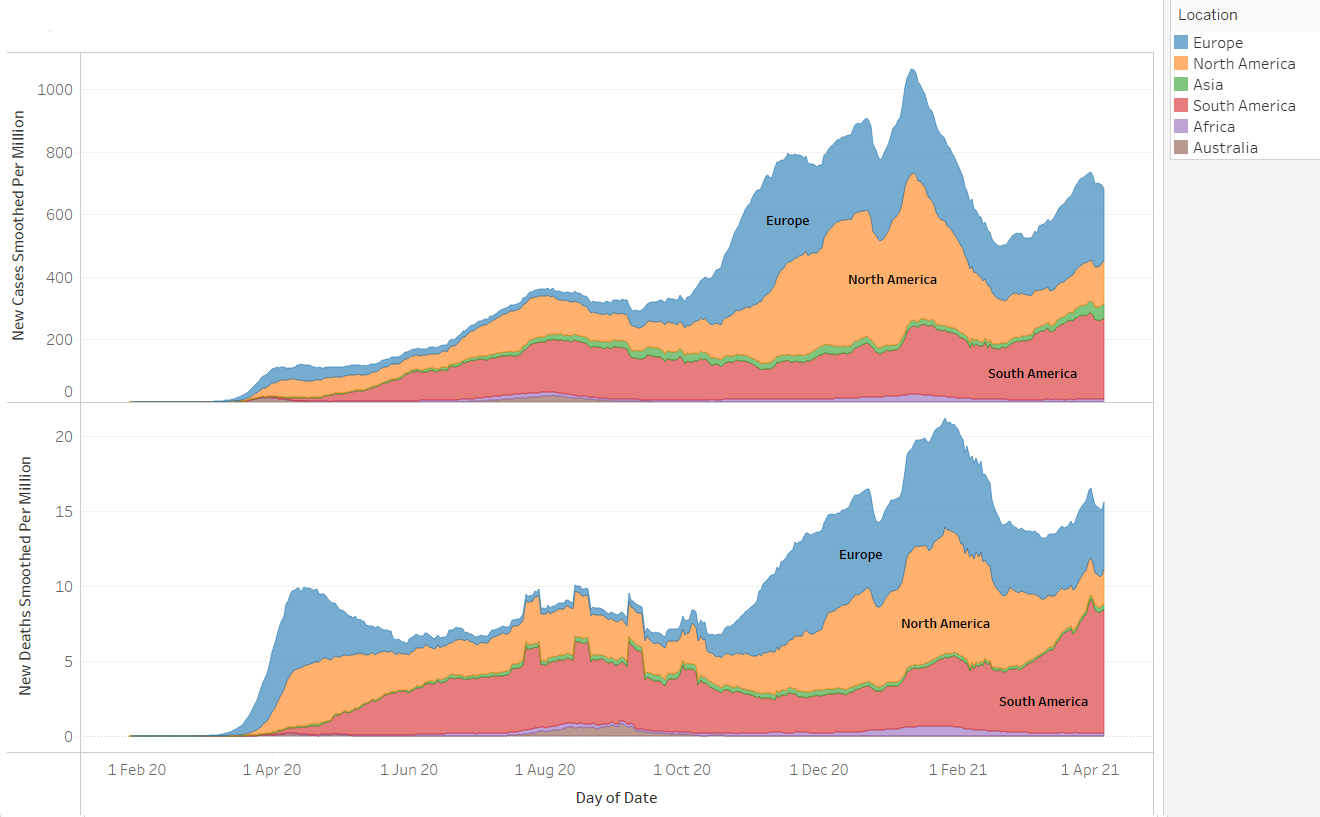 Location
Europe
North America
Asia
South America
Africa
Australia
New Cases Smoothed Per Million
1000
800
600
400
200
0
Europe
North America
South America
New Deaths Smoothed Per Million
20
15
10
5
0
Europe
North America
South America
1 Feb 20 1 Apr 20 1 Jun 20 1 Aug 20 1 Oct 20 1 Dec 20 1 Feb 21 1 Apr 21
Day of Date